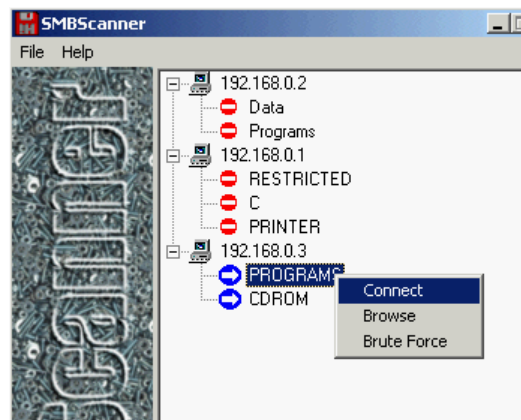 SMBScanner
File Help
192.168.0.2
Data
Programs
192.168.0.1
RESTRICTED
C
PRINTER
192.168.0.3
PROGRAMS
CDROM
Connect
Browse
Brute Force
canner